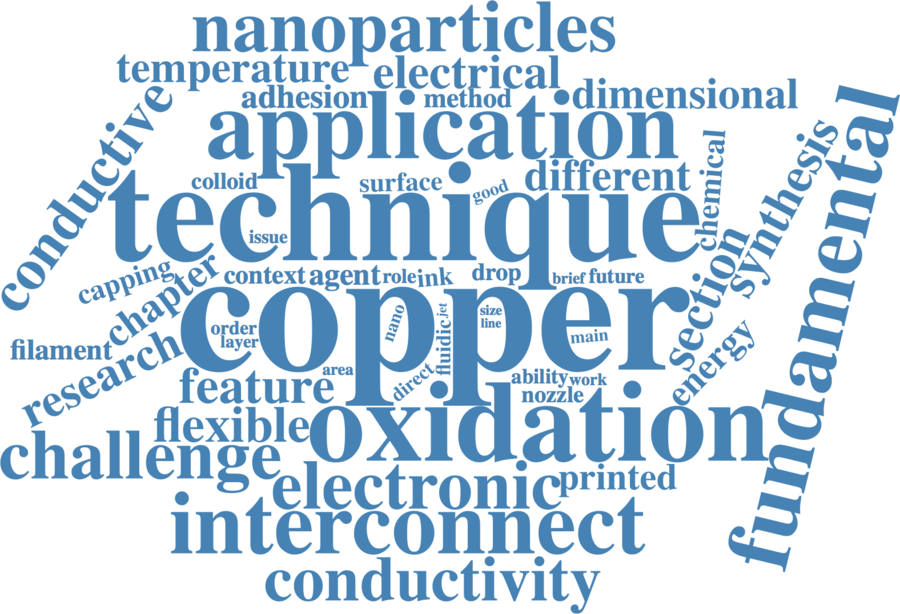 nanoparticles
temperature
electrical
adhesion
method
dimensional
conductive
application
fundamental
colloid
surface
good
different
chemical
synthesis
technique
issue
capping
chapter
context
agent
role
ink
drop
brief
future
section
copper
order
layer
nano
fluidic
jet
size
line
main
filament
research
area
direct
ability
work
nozzle
energy
feature
flexible
oxidation
challenge
electronic
printed
interconnect
conductivity